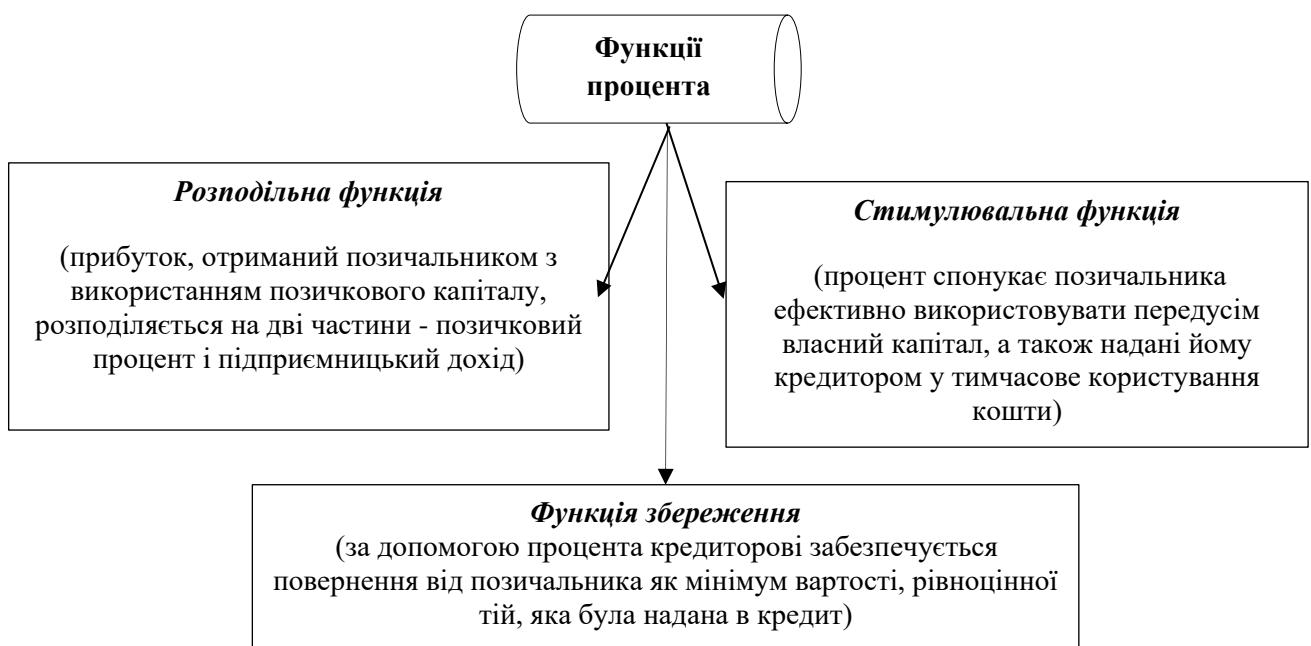 Функції
процента
Розподільна функція
(прибуток, отриманий позичальником з
використанням позичкового капіталу,
розподіляється на дві частини - позичковий
процент і підприємницький дохід)
Стимулювальна функція
(процент спонукає позичальника
ефективно використовувати передусім
власний капітал, а також надані йому
кредитором у тимчасове користування
кошти)
Функція збереження
(за допомогою процента кредиторові забезпечується
повернення від позичальника як мінімум вартості, рівноцінної
тій, яка була надана в кредит)